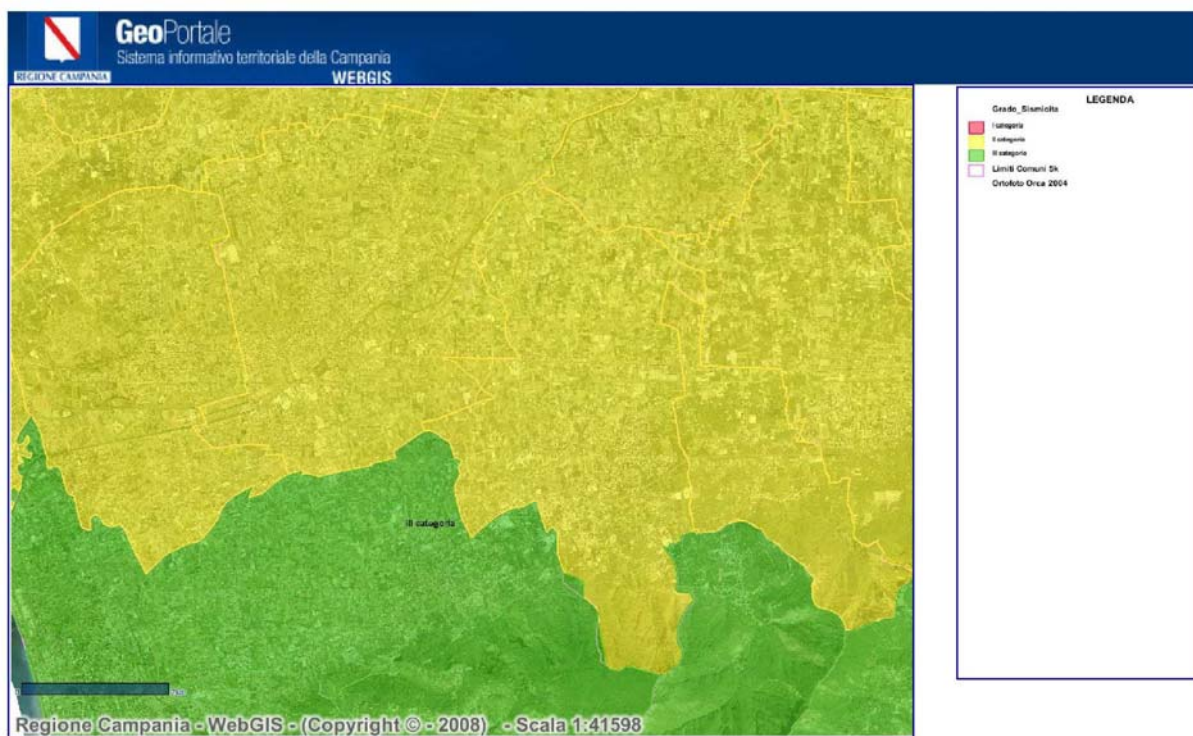 GeoPortale
Sistema informativo territoriale della Campania
WEBGIS
REGIONE CAMPANIA
LEGENDA
Grado_Sismicita
I categoria
II categoria
III categoria
Limiti Comuni 5k
Ortofoto Orca 2004
III categoria
0
Regione Campania - WebGIS - (Copyright © - 2008) - Scala 1:41598